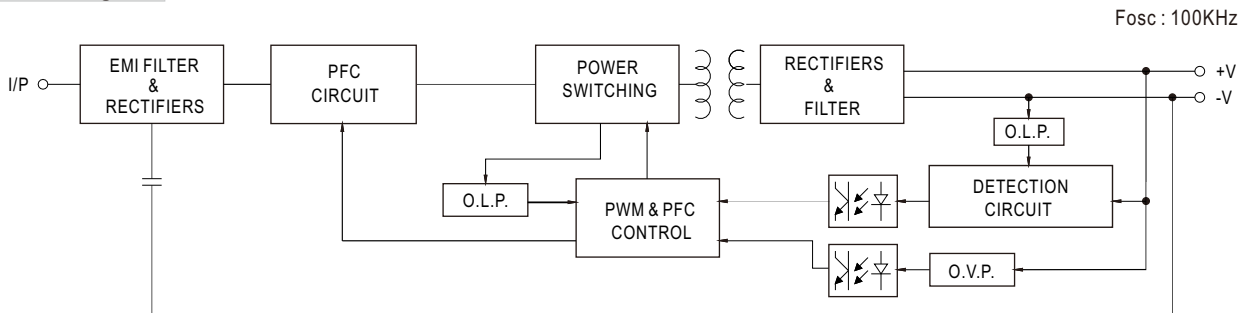 Fosc : 100KHz
I/P
EMI FILTER
&
RECTIFIERS
PFC
CIRCUIT
POWER
SWITCHING
RECTIFIERS
&
FILTER
+V
-V
O.L.P.
O.L.P.
PWM & PFC
CONTROL
DETECTION
CIRCUIT
O.V.P.